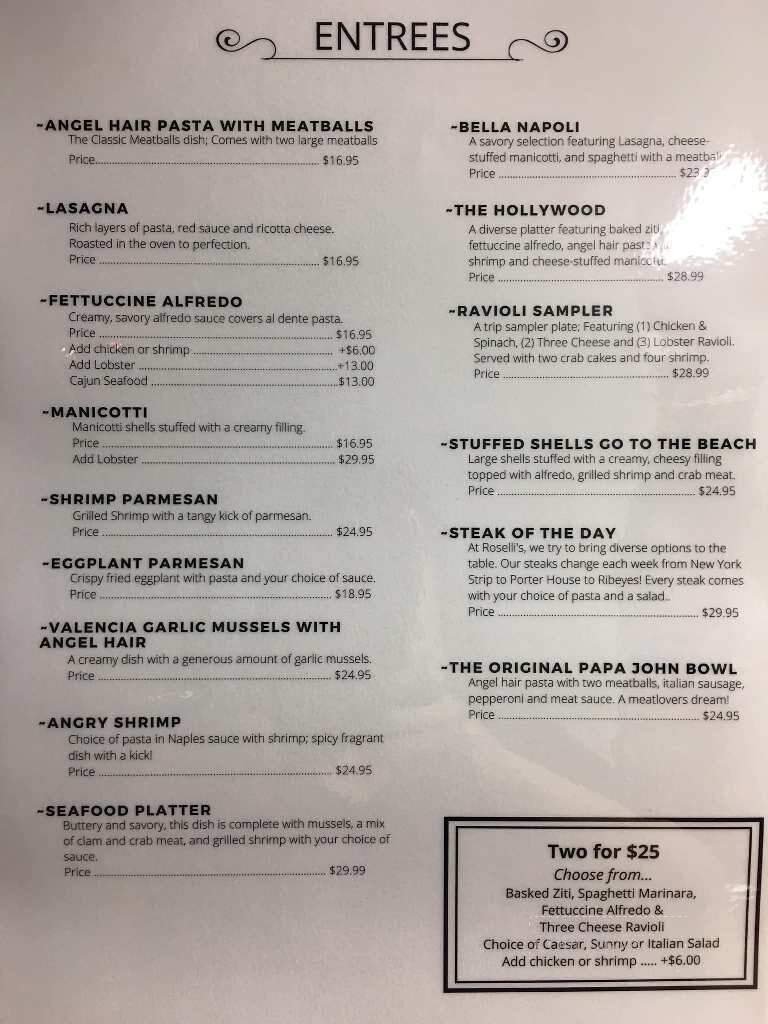 ENTREES
~ANGEL HAIR PASTA WITH MEATBALLS
The Classic Meatballs dish; Comes with two large meatballs
Price............ $16.95
~LASAGNA
Rich layers of pasta, red sauce and ricotta cheese.
Roasted in the oven to perfection.
Price ............ $16.95
~FETTUCCINE ALFREDO
Creamy, savory alfredo sauce covers al dente pasta.
Price ............ $16.95
Add chicken or shrimp ............ +$6.00
Add Lobster ............+13.00
Cajun Seafood ............$13.00
~MANICOTTI
Manicotti shells stuffed with a creamy filling.
Price ............ $16.95
Add Lobster ............ $29.95
~SHRIMP PARMESAN
Grilled Shrimp with a tangy kick of parmesan.
Price ............ $24.95
~EGGPLANT PARMESAN
Crispy fried eggplant with pasta and your choice of sauce.
Price ............ $18.95
~VALENCIA GARLIC MUSSELS WITH
ANGEL HAIR
A creamy dish with a generous amount of garlic mussels.
Price ............ $24.95
~ANGRY SHRIMP
Choice of pasta in Naples sauce with shrimp; spicy fragrant
dish with a kick!
Price ............ $24.95
~SEAFOOD PLATTER
Buttery and savory, this dish is complete with mussels, a mix
of clam and crab meat, and grilled shrimp with your choice of
sauce.
Price ............ $29.99
~BELLA NAPOLI
A savory selection featuring Lasagna, cheese-
stuffed manicotti, and spaghetti with a meatball
Price ............
~THE HOLLYWOOD
A diverse platter featuring baked ziti,
fettuccine alfredo, angel hair pasta
shrimp and cheese-stuffed manicotti.
Price ............ $28.99
~RAVIOLI SAMPLER
A trip sampler plate; Featuring (1) Chicken &
Spinach, (2) Three Cheese and (3) Lobster Ravioli.
Served with two crab cakes and four shrimp.
Price ............ $28.99
~STUFFED SHELLS GO TO THE BEACH
Large shells stuffed with a creamy, cheesy filling
topped with alfredo, grilled shrimp and crab meat.
Price ............ $24.95
~STEAK OF THE DAY
At Roselli's, we try to bring diverse options to the
table. Our steaks change each week from New York
Strip to Porter House to Ribeyes! Every steak comes
with your choice of pasta and a salad..
Price ............ $29.95
~THE ORIGINAL PAPA JOHN BOWL
Angel hair pasta with two meatballs, italian sausage,
pepperoni and meat sauce. A meatlovers dream!
Price ............ $24.95
Two for $25
Choose from...
Basked Ziti, Spaghetti Marinara,
Fettuccine Alfredo &
Three Cheese Ravioli
Choice of Caesar, Sunny or Italian Salad
Add chicken or shrimp ..... +$6.00